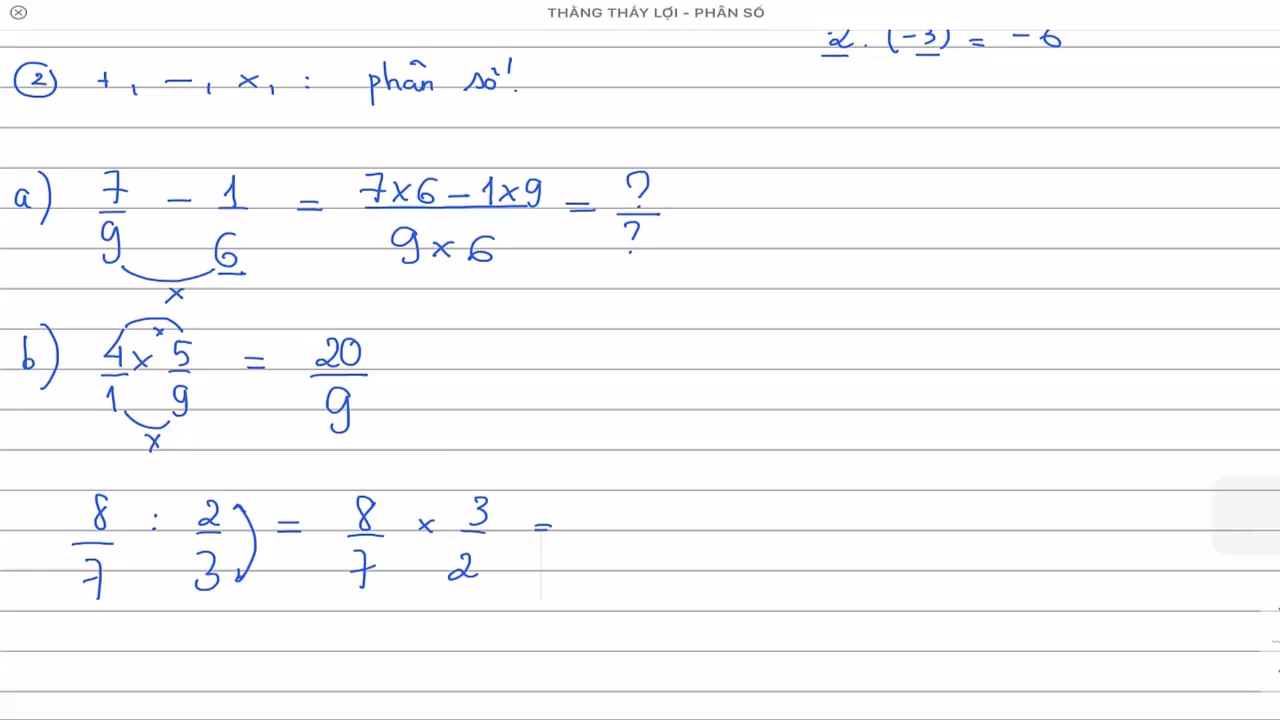 THẰNG THẦY LỢI - PHÂN SỐ
2 . (-3) = -6
② +, -, x, : phân số!
a) 7/9 - 1/6 = (7x6 - 1x9)/(9x6) = ?/?
x
b) 4/1 x 5/9 = 20/9
x
x
8/7 : 2/3 = 8/7 x 3/2 =